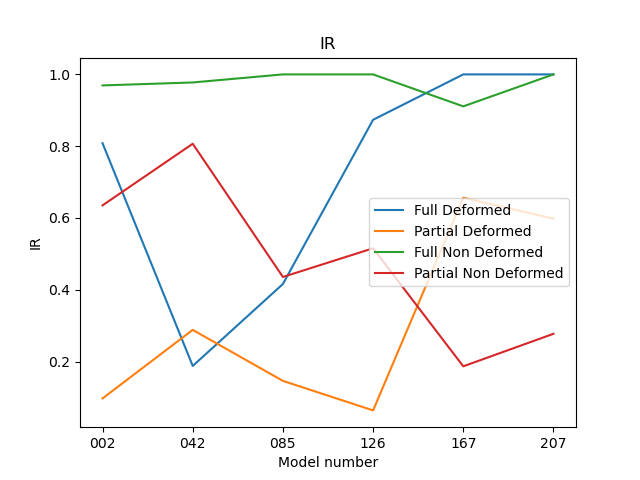 IR
1.0
0.8
0.6
0.4
0.2
IR
Full Deformed
Partial Deformed
Full Non Deformed
Partial Non Deformed
002 042 085 126 167 207
Model number